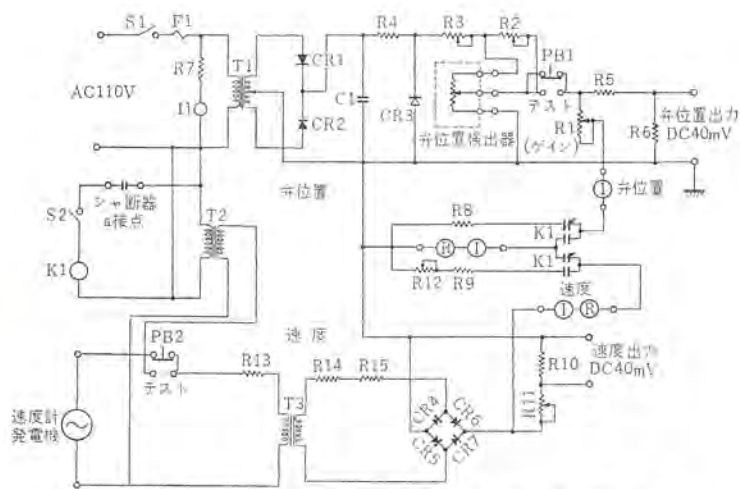 S1
F1
R7
T1
CR1
R4
R3
R2
PB1
AC110V
I1
CR2
C1
CR3
弁位置検出器
テスト
R5
R1
(ゲイン)
R6
弁位置出力
DC40mV
弁位置
I
弁位置
シャ断器
a接点
S2
K1
T2
R8
K1
R
I
K1
R12
R9
速度
I
R
速度
PB2
テスト
R13
R14
R15
速度出力
DC40mV
R10
R11
T3
CR4
CR6
CR5
CR7
速度計
発電機